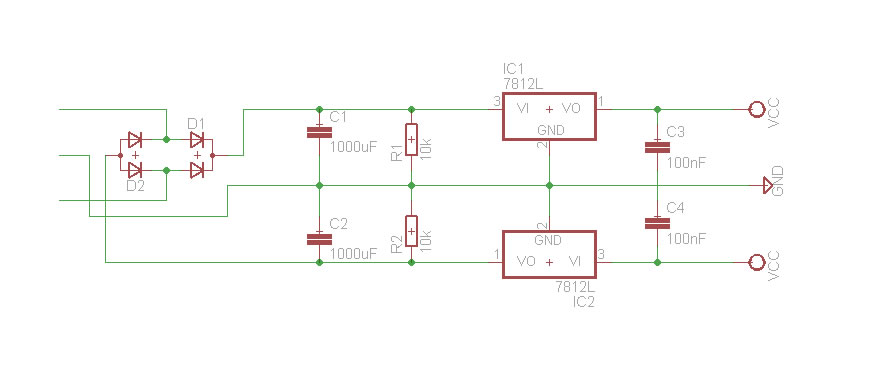 IC1
7812L
3
VI
VO
1
GND
2
VCC
D1
D2
C1
1000uF
R1
10k
C3
100nF
GND
C2
1000uF
R2
10k
C4
100nF
2
GND
1
VO
VI
3
7812L
IC2
VCC